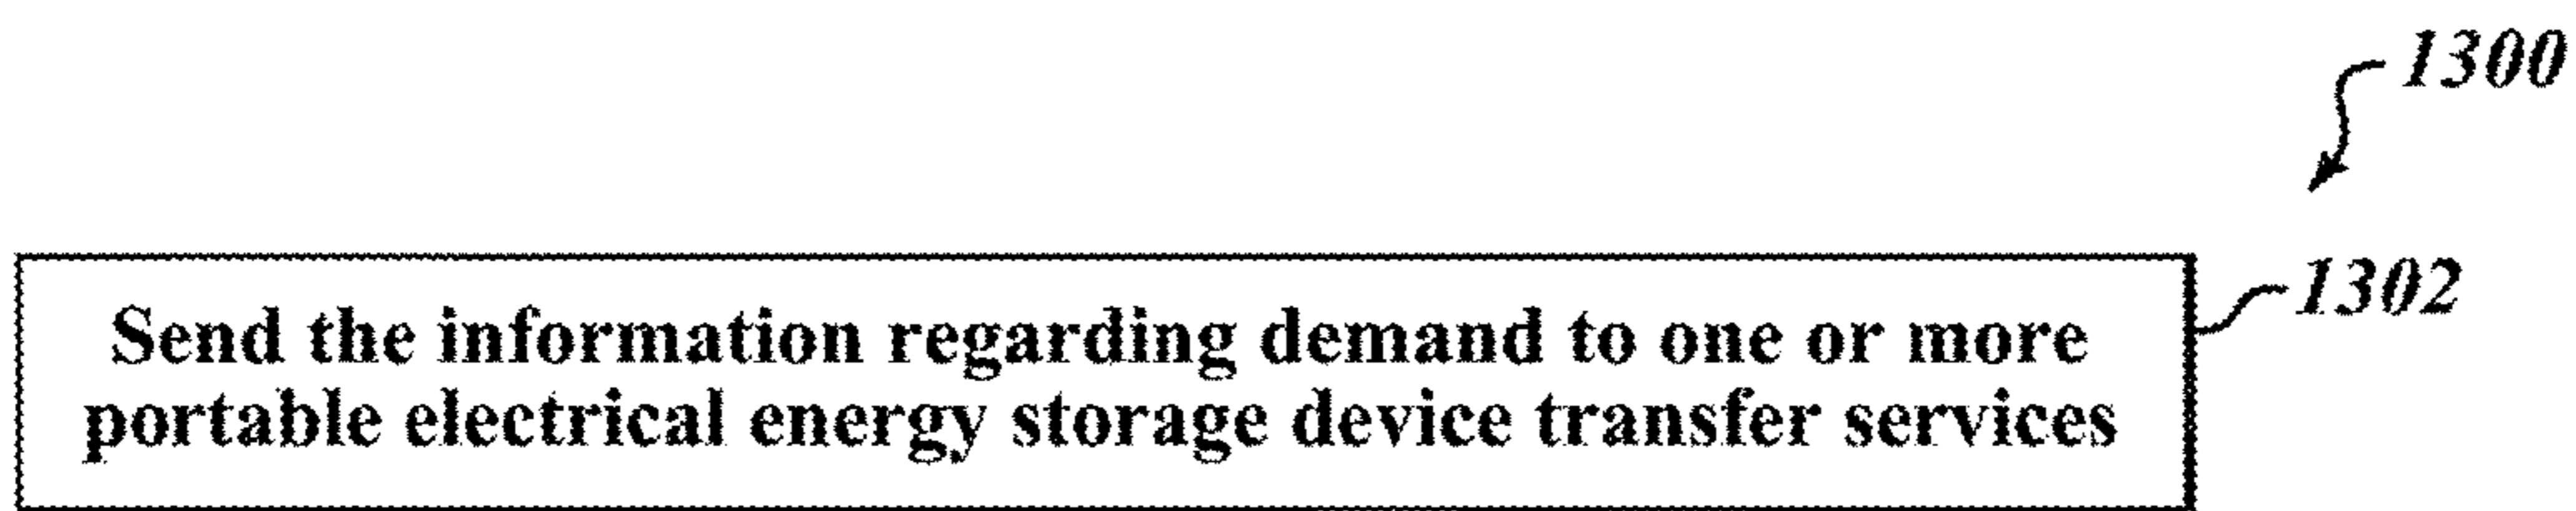 1300
1302
Send the information regarding demand to one or more
portable electrical energy storage device transfer services